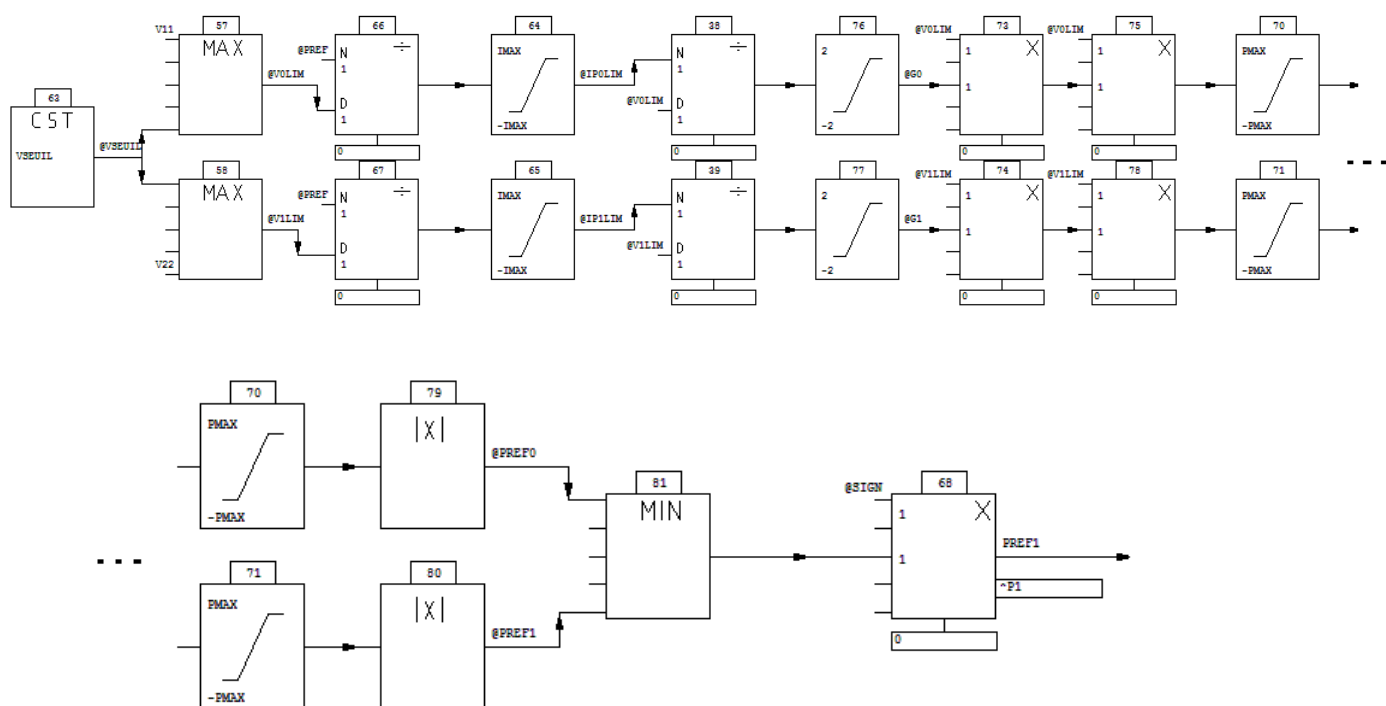 57 66 64 38 76 73 75 70
V11 MAX @PREF N ÷ IMAX N ÷ 2 @V0LIM X @V0LIM X PMAX
1 1 1 1
@V0LIM @IP0LIM @G0 1 1
63 D @V0LIM D
CST 1 -IMAX 1 -2 -PMAX
VSEUIL @VSEUIL 0 0 0 0
...
58 67 65 39 77 74 78 71
MAX @PREF N ÷ IMAX N ÷ 2 @V1LIM X @V1LIM X PMAX
1 1 1 1
@V1LIM @IP1LIM @G1 1 1
D @V1LIM D
V22 1 -IMAX 1 -2 -PMAX
0 0 0 0
70 79
PMAX |X|
@PREF0
81 68
-PMAX MIN @SIGN 1 X
PREF1
1
...
71 80 ^P1
PMAX |X|
@PREF1 0
-PMAX